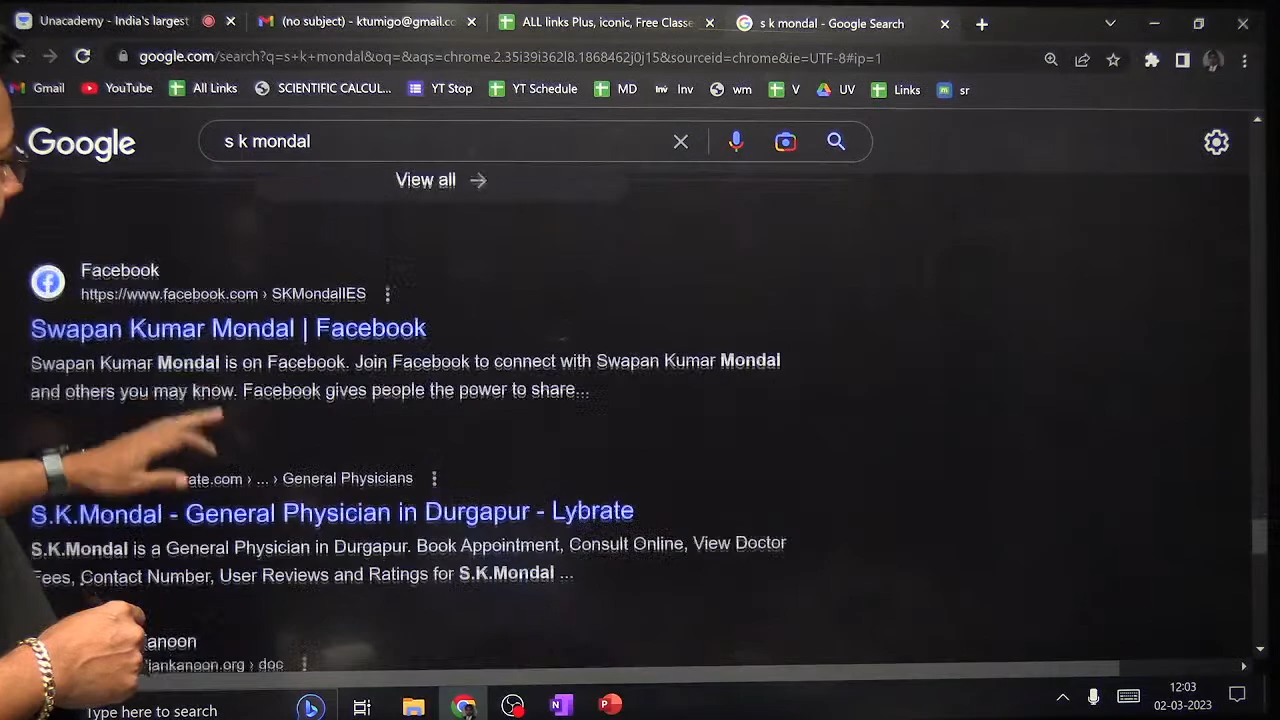 Unacademy - India's largest
(no subject) - ktumigo@gmail.cc
ALL links Plus, iconic, Free Classe
s k mondal - Google Search
google.com/search?q=s+k+mondal&oq=&aqs=chrome.2.35i39i362l8.1868462j0j15&sourceid=chrome&ie=UTF-8#ip=1
Gmail
YouTube
All Links
SCIENTIFIC CALCUL...
YT Stop
YT Schedule
MD
Inv
Inv
wm
V
UV
Links
m
sr
Google
s k mondal
View all
Facebook
https://www.facebook.com › SKMondalIES
Swapan Kumar Mondal | Facebook
Swapan Kumar Mondal is on Facebook. Join Facebook to connect with Swapan Kumar Mondal
and others you may know. Facebook gives people the power to share...
rate.com › ... › General Physicians
S.K.Mondal - General Physician in Durgapur - Lybrate
S.K.Mondal is a General Physician in Durgapur. Book Appointment, Consult Online, View Doctor
Fees, Contact Number, User Reviews and Ratings for S.K.Mondal ...
anoon
iankanoon.org › doc
Type here to search
12:03
02-03-2023